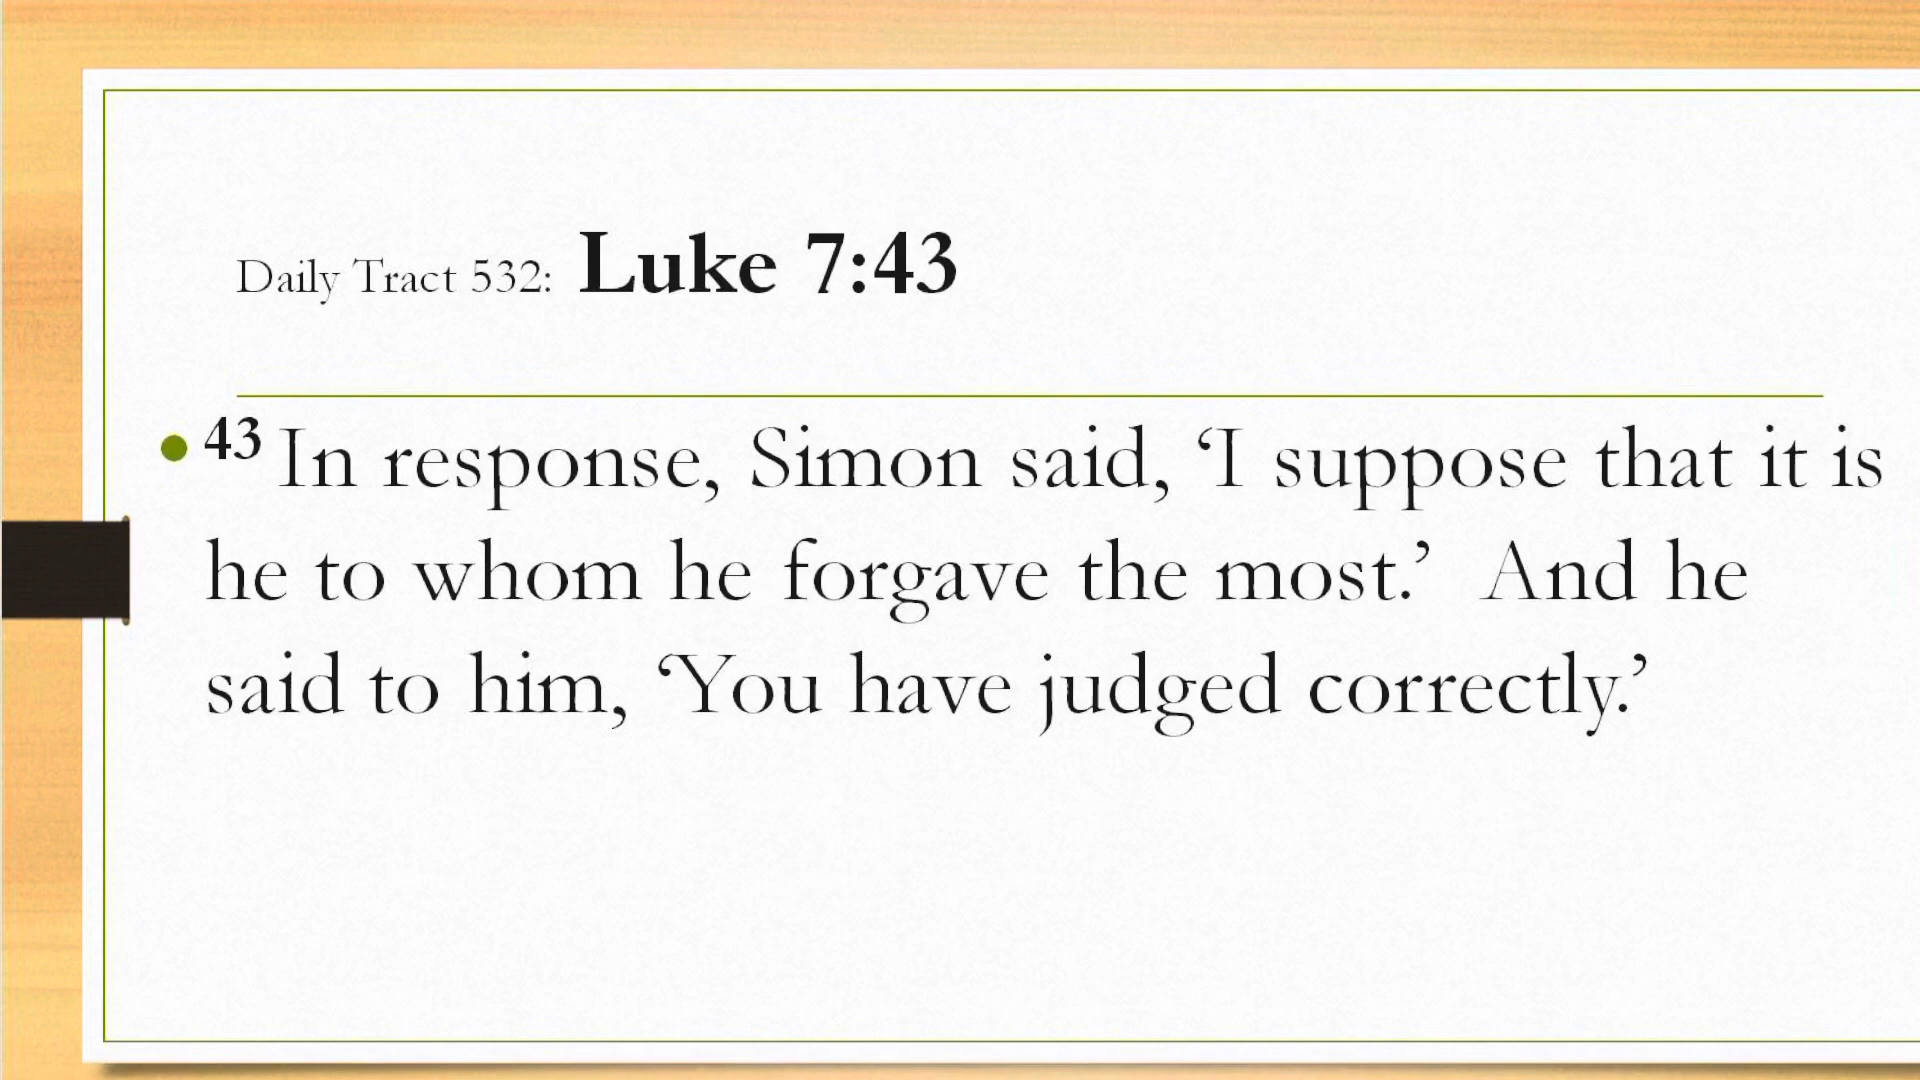 Daily Tract 532: Luke 7:43
• 43 In response, Simon said, ‘I suppose that it is
he to whom he forgave the most.’  And he
said to him, ‘You have judged correctly.’